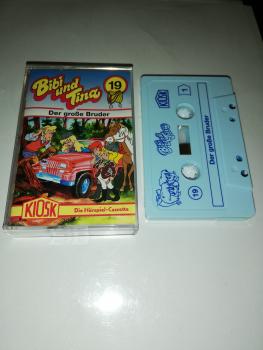 Bibi und Tina
19
Der große Bruder
KIOSK
Die Hörspiel-Cassette
KIOSK
1
Der große Bruder
19